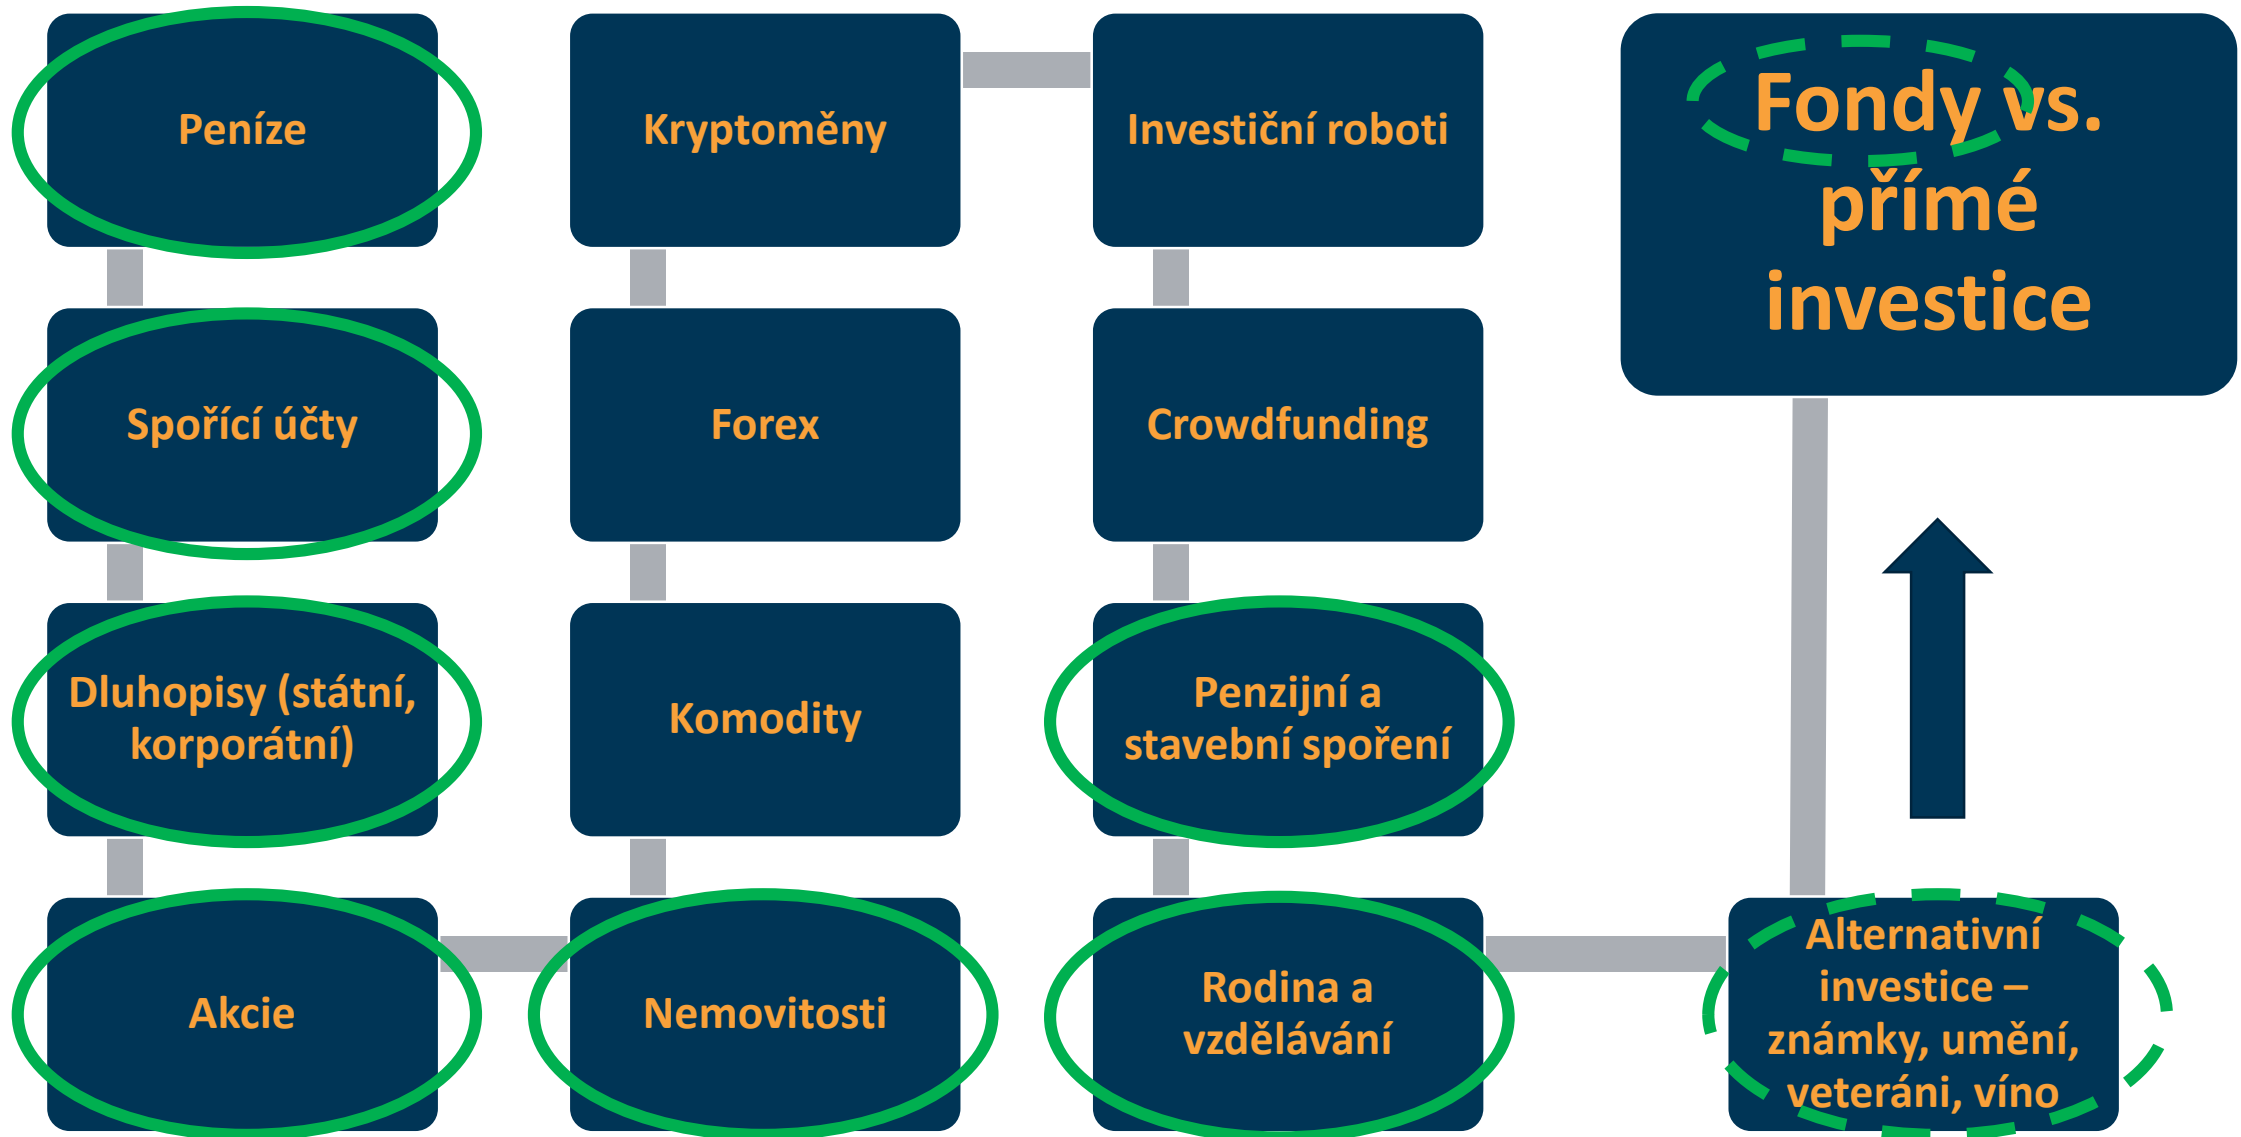 Peníze
Spořící účty
Dluhopisy (státní,
korporátní)
Akcie
Nemovitosti
Komodity
Forex
Kryptoměny
Investiční roboti
Crowdfunding
Penzijní a
stavební spoření
Rodina a
vzdělávání
Alternativní
investice –
známky, umění,
veteráni, víno
Fondy vs.
přímé
investice